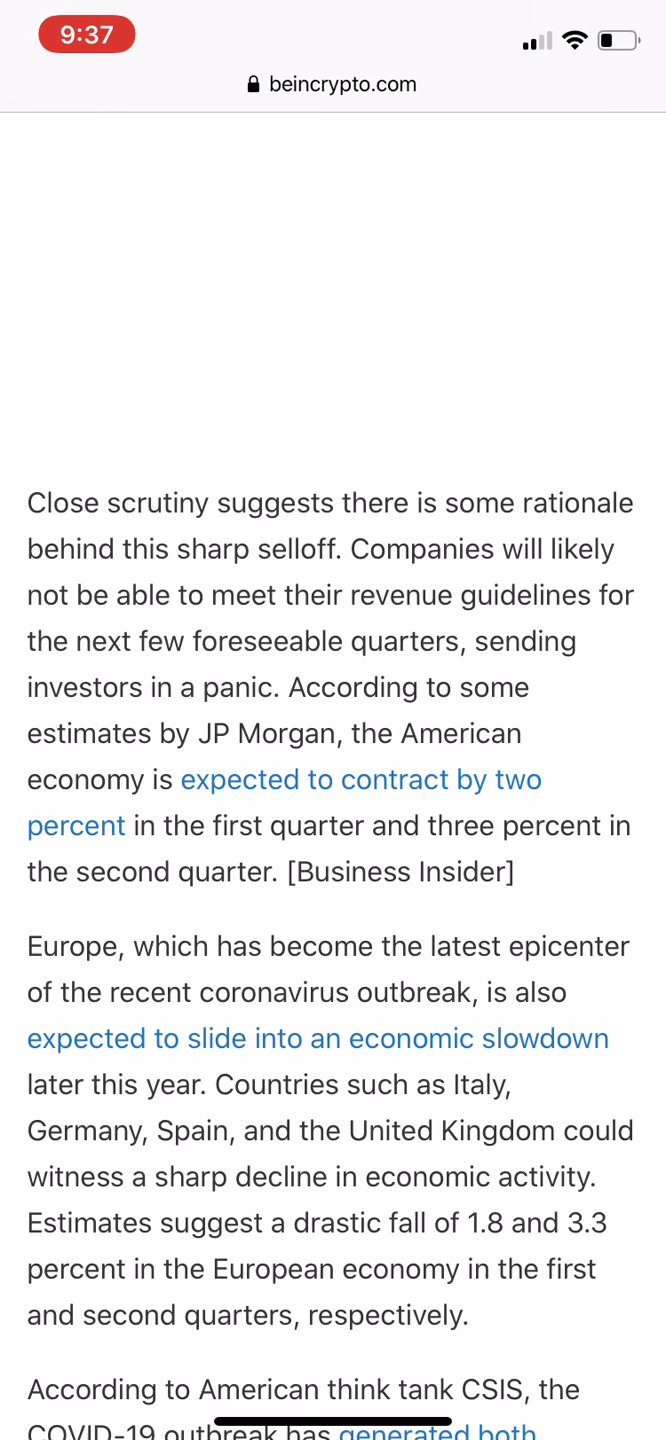 9:37
beincrypto.com
Close scrutiny suggests there is some rationale
behind this sharp selloff. Companies will likely
not be able to meet their revenue guidelines for
the next few foreseeable quarters, sending
investors in a panic. According to some
estimates by JP Morgan, the American
economy is expected to contract by two
percent in the first quarter and three percent in
the second quarter. [Business Insider]
Europe, which has become the latest epicenter
of the recent coronavirus outbreak, is also
expected to slide into an economic slowdown
later this year. Countries such as Italy,
Germany, Spain, and the United Kingdom could
witness a sharp decline in economic activity.
Estimates suggest a drastic fall of 1.8 and 3.3
percent in the European economy in the first
and second quarters, respectively.
According to American think tank CSIS, the
COVID-19 outbreak has generated both